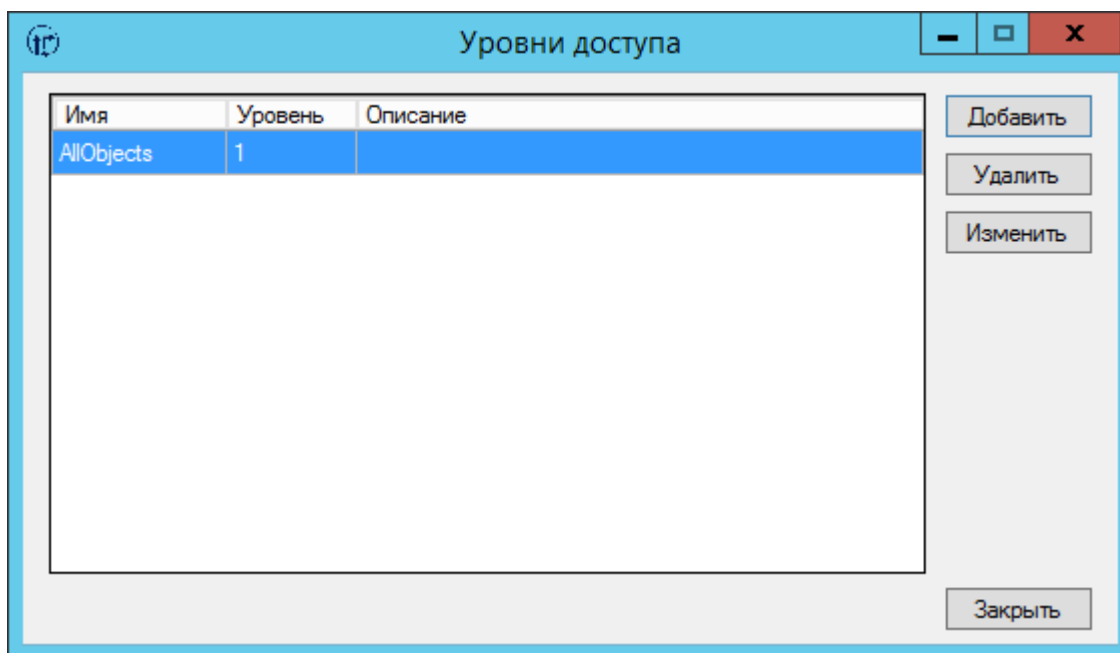 Уровни доступа
Имя Уровень Описание
AllObjects 1
Добавить
Удалить
Изменить
Закрыть